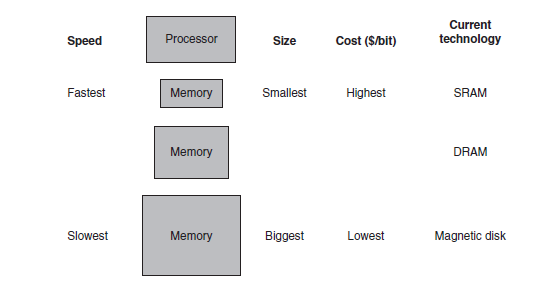 Speed Processor Size Cost ($/bit) Current
technology
Fastest Memory Smallest Highest SRAM
Memory DRAM
Slowest Memory Biggest Lowest Magnetic disk